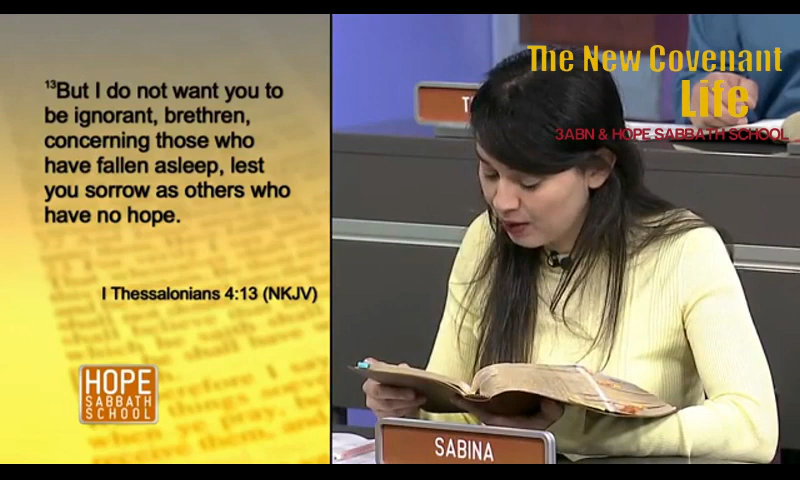 ¹³But I do not want you to
be ignorant, brethren,
concerning those who
have fallen asleep, lest
you sorrow as others who
have no hope.
I Thessalonians 4:13 (NKJV)
HOPE
SABBATH
SCHOOL
The New Covenant
Life
3ABN & HOPE SABBATH SCHOOL
SABINA